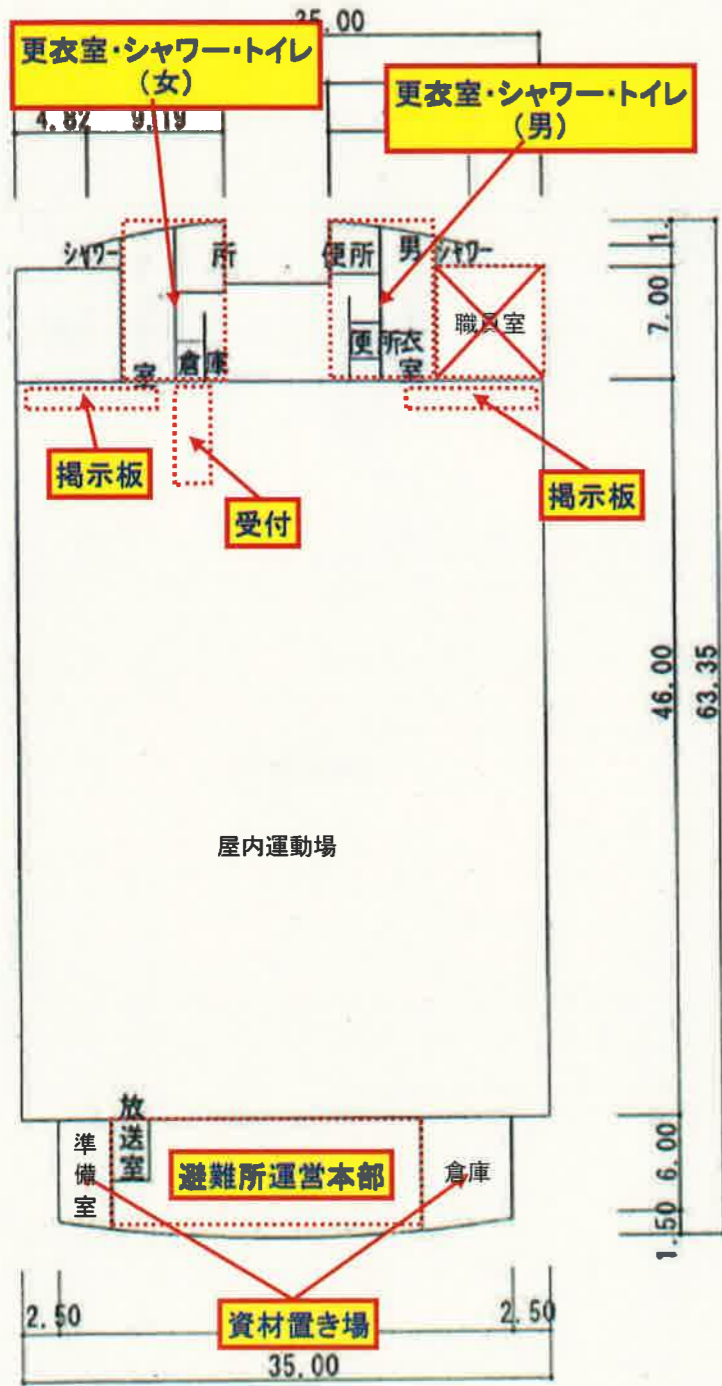 35.00
更衣室・シャワー・トイレ
(女)
更衣室・シャワー・トイレ
(男)
4.82 9.19
シャワー
所
便所
男
シャワー
1.
7.00
職員室
倉庫
室
便所
衣室
掲示板
受付
掲示板
46.00
63.35
屋内運動場
放送室
準備室
避難所運営本部
倉庫
6.00
1.50
2.50
資材置き場
2.50
35.00